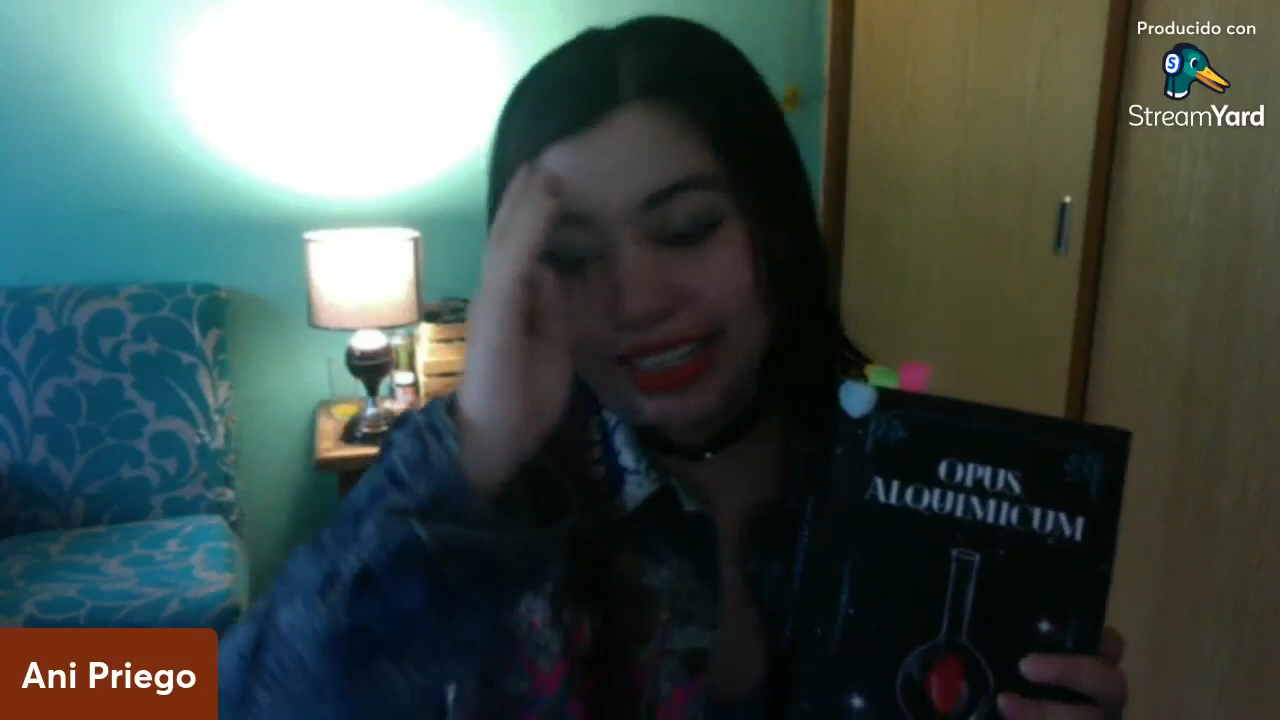 Producido con
S
StreamYard
OPUS
ALQUIMICUM
Ani Priego